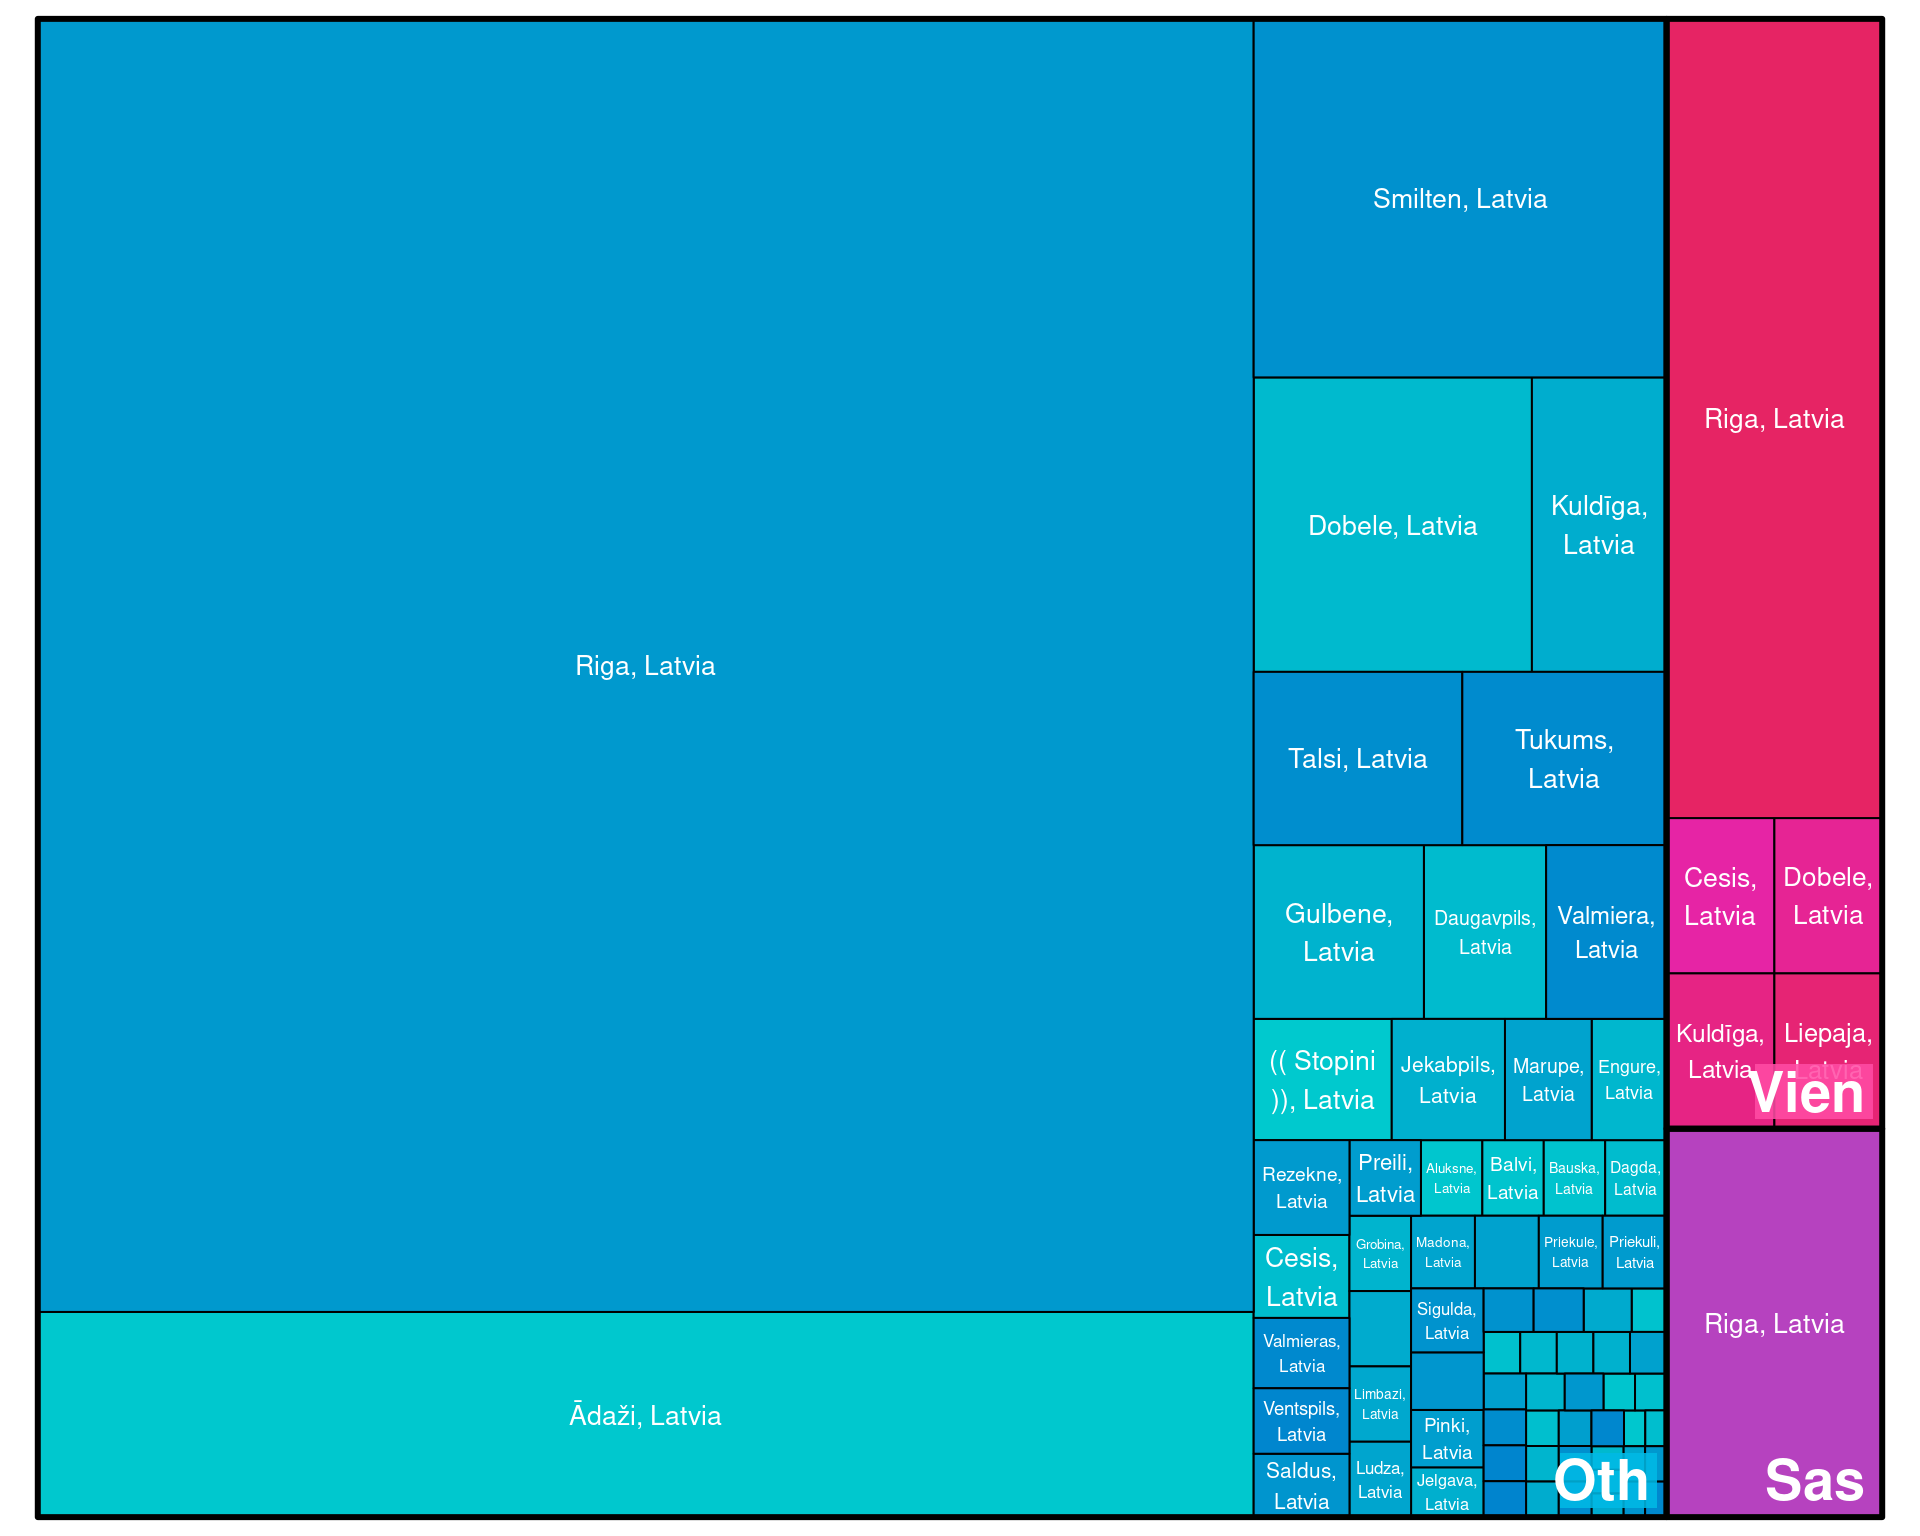 Riga, Latvia
Ādaži, Latvia
Smilten, Latvia
Dobele, Latvia
Kuldīga,
Latvia
Talsi, Latvia
Tukums,
Latvia
Gulbene,
Latvia
Daugavpils,
Latvia
Valmiera,
Latvia
(( Stopini
)), Latvia
Jekabpils,
Latvia
Marupe,
Latvia
Engure,
Latvia
Rezekne,
Latvia
Cesis,
Latvia
Valmieras,
Latvia
Ventspils,
Latvia
Saldus,
Latvia
Preili,
Latvia
Aluksne,
Latvia
Balvi,
Latvia
Bauska,
Latvia
Dagda,
Latvia
Grobina,
Latvia
Madona,
Latvia
Priekule,
Latvia
Priekuli,
Latvia
Limbazi,
Latvia
Ludza,
Latvia
Sigulda,
Latvia
Pinki,
Latvia
Jelgava,
Latvia
Oth
Riga, Latvia
Cesis,
Latvia
Dobele,
Latvia
Kuldīga,
Latvia
Liepaja,
Latvia
Vien
Riga, Latvia
Sas